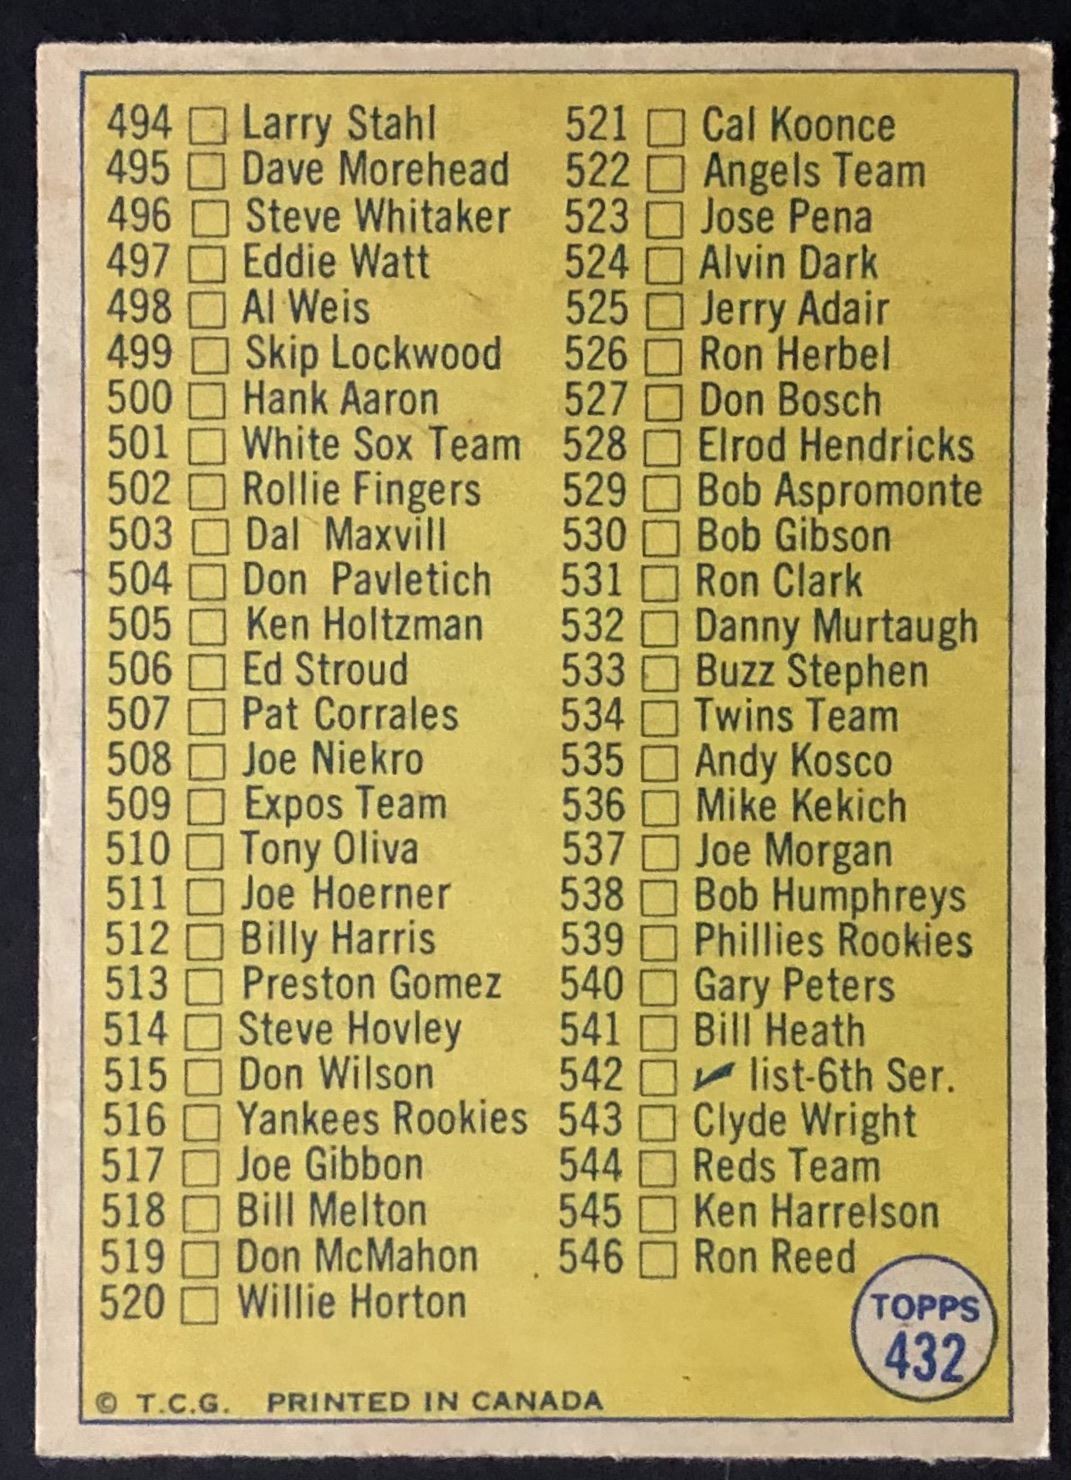 494 ☐ Larry Stahl
495 ☐ Dave Morehead
496 ☐ Steve Whitaker
497 ☐ Eddie Watt
498 ☐ Al Weis
499 ☐ Skip Lockwood
500 ☐ Hank Aaron
501 ☐ White Sox Team
502 ☐ Rollie Fingers
503 ☐ Dal Maxvill
504 ☐ Don Pavletich
505 ☐ Ken Holtzman
506 ☐ Ed Stroud
507 ☐ Pat Corrales
508 ☐ Joe Niekro
509 ☐ Expos Team
510 ☐ Tony Oliva
511 ☐ Joe Hoerner
512 ☐ Billy Harris
513 ☐ Preston Gomez
514 ☐ Steve Hovley
515 ☐ Don Wilson
516 ☐ Yankees Rookies
517 ☐ Joe Gibbon
518 ☐ Bill Melton
519 ☐ Don McMahon
520 ☐ Willie Horton
521 ☐ Cal Koonce
522 ☐ Angels Team
523 ☐ Jose Pena
524 ☐ Alvin Dark
525 ☐ Jerry Adair
526 ☐ Ron Herbel
527 ☐ Don Bosch
528 ☐ Elrod Hendricks
529 ☐ Bob Aspromonte
530 ☐ Bob Gibson
531 ☐ Ron Clark
532 ☐ Danny Murtaugh
533 ☐ Buzz Stephen
534 ☐ Twins Team
535 ☐ Andy Kosco
536 ☐ Mike Kekich
537 ☐ Joe Morgan
538 ☐ Bob Humphreys
539 ☐ Phillies Rookies
540 ☐ Gary Peters
541 ☐ Bill Heath
542 ☐ ✓ list-6th Ser.
543 ☐ Clyde Wright
544 ☐ Reds Team
545 ☐ Ken Harrelson
546 ☐ Ron Reed
TOPPS
432
© T.C.G. PRINTED IN CANADA